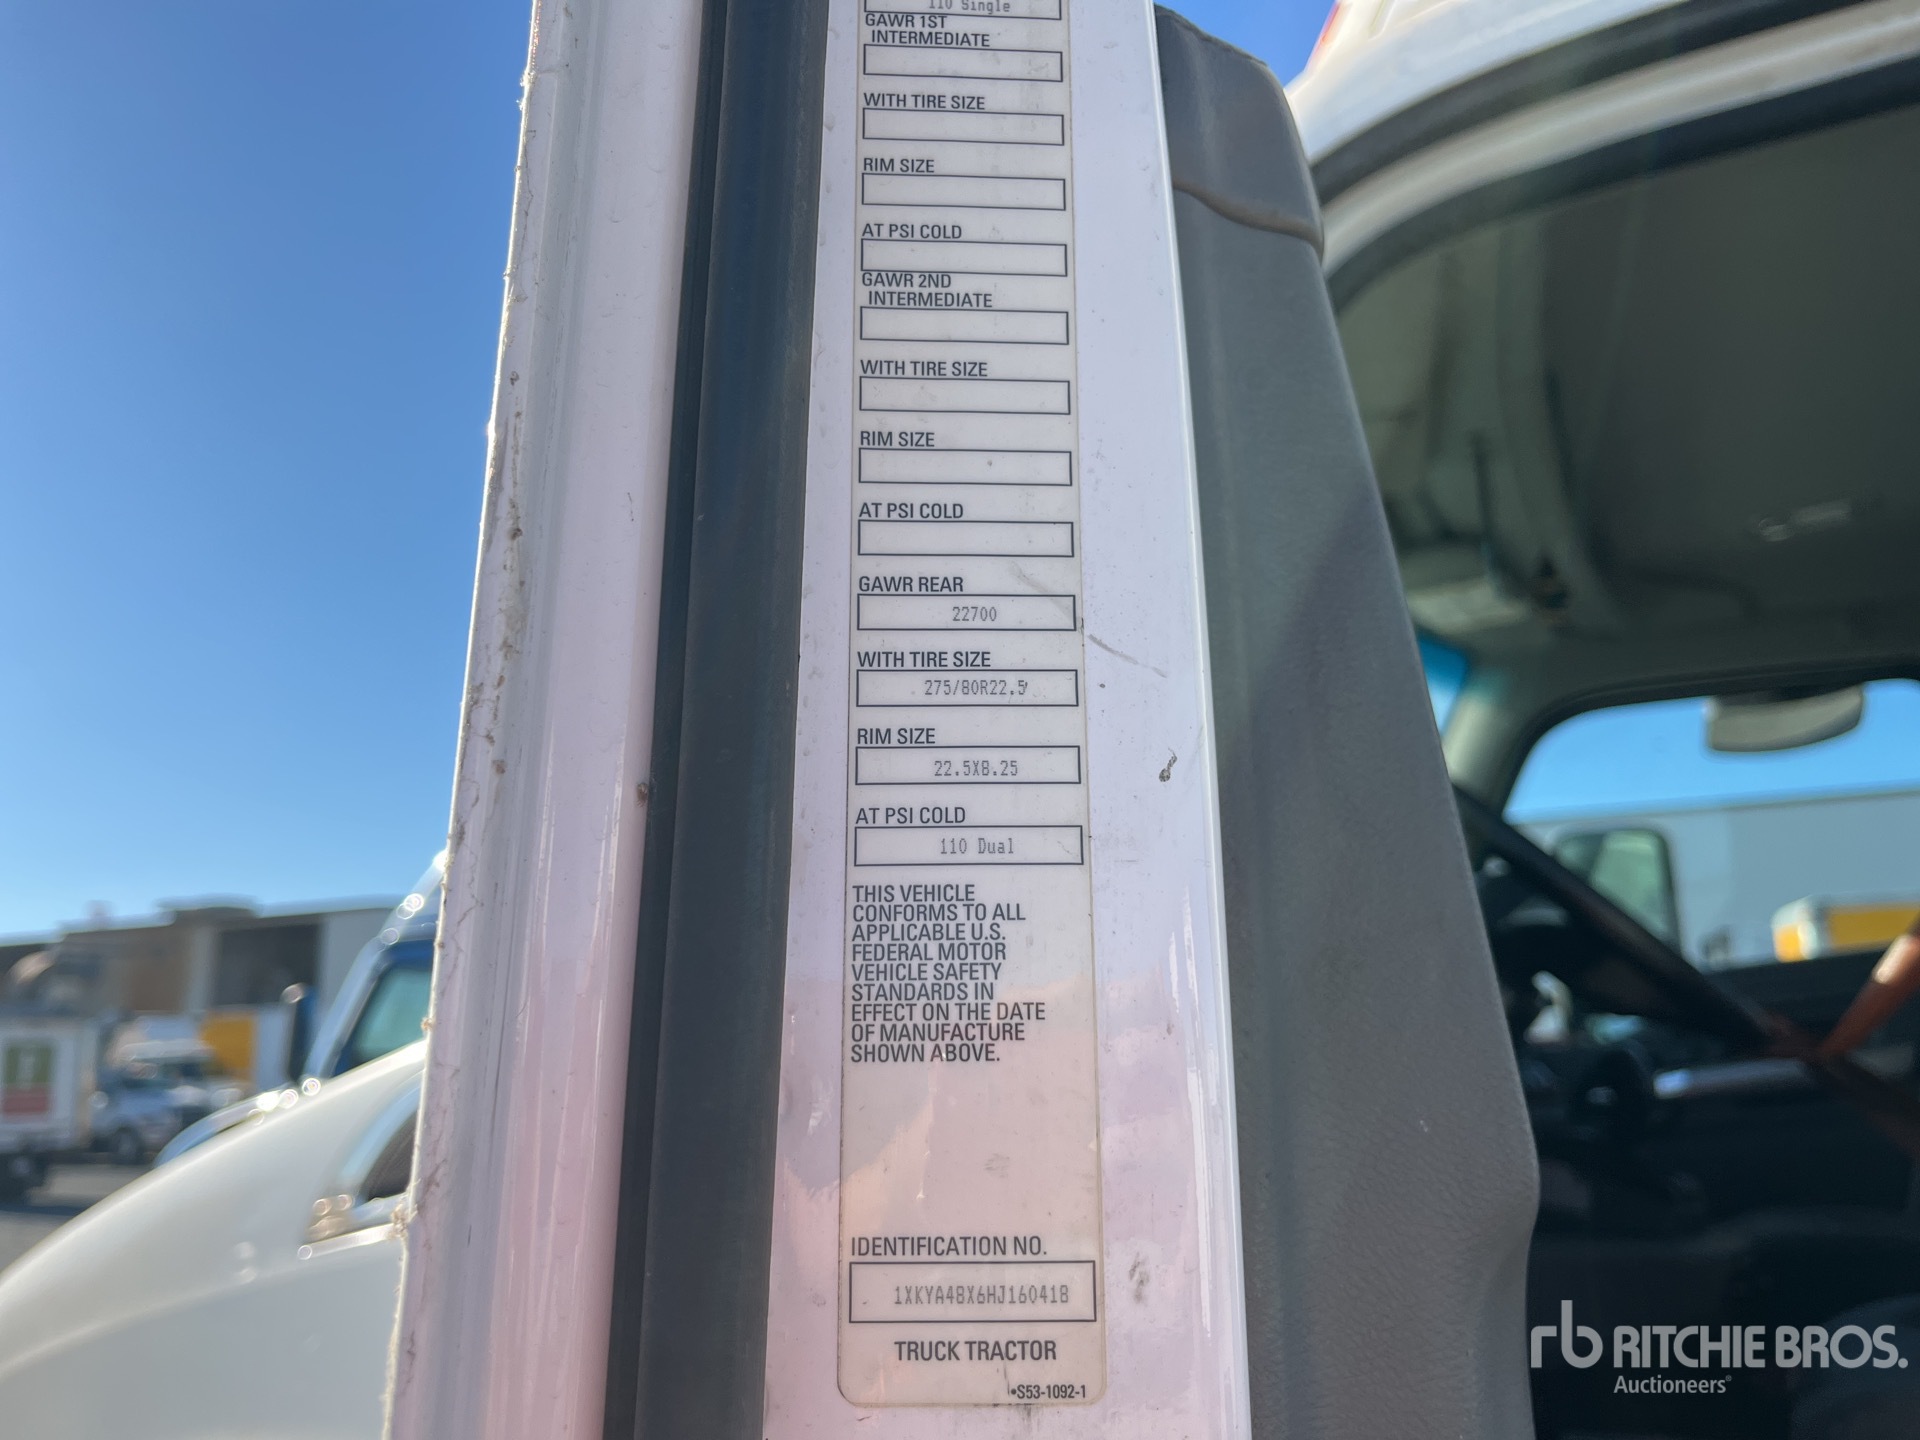 110 Single
GAWR 1ST
INTERMEDIATE
WITH TIRE SIZE
RIM SIZE
AT PSI COLD
GAWR 2ND
INTERMEDIATE
WITH TIRE SIZE
RIM SIZE
AT PSI COLD
GAWR REAR
22700
WITH TIRE SIZE
275/80R22.5
RIM SIZE
22.5X8.25
AT PSI COLD
110 Dual
THIS VEHICLE
CONFORMS TO ALL
APPLICABLE U.S.
FEDERAL MOTOR
VEHICLE SAFETY
STANDARDS IN
EFFECT ON THE DATE
OF MANUFACTURE
SHOWN ABOVE.
IDENTIFICATION NO.
1XKYA48X6HJ160418
TRUCK TRACTOR
•S53-1092-1
rb RITCHIE BROS.
Auctioneers®